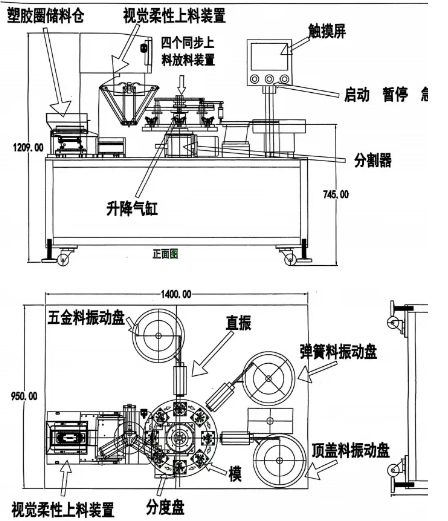 塑胶圈储料仓
视觉柔性上料装置
四个同步上
料放料装置
触摸屏
启动 暂停 急
1209.00
分割器
745.00
升降气缸
正面图
1400.00
五金料振动盘
直振
弹簧料振动盘
950.00
顶盖料振动盘
模
视觉柔性上料装置
分度盘